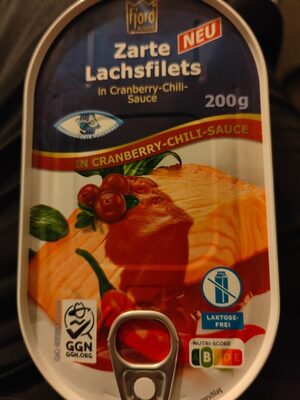 fjord
NEU
Zarte
Lachsfilets
in Cranberry-Chili-
Sauce
200g
IN CRANBERRY-CHILI-SAUCE
LAKTOSE-
FREI
GGN
GGN.ORG
NUTRI-SCORE
A B C D E